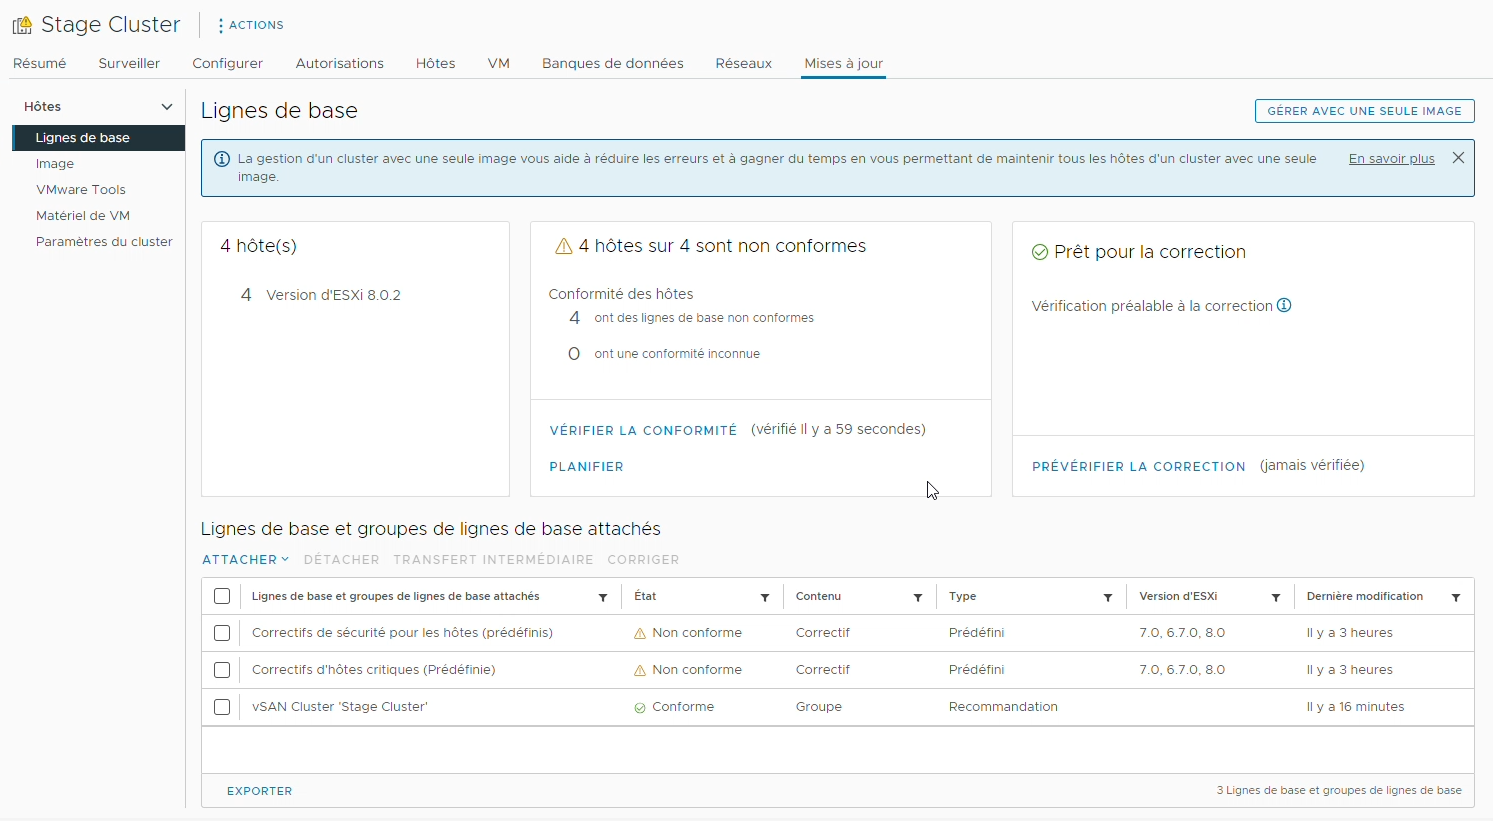 Stage Cluster
ACTIONS
Résumé Surveiller Configurer Autorisations Hôtes VM Banques de données Réseaux Mises à jour
Hôtes
Lignes de base
Image
VMware Tools
Matériel de VM
Paramètres du cluster
Lignes de base
GÉRER AVEC UNE SEULE IMAGE
La gestion d'un cluster avec une seule image vous aide à réduire les erreurs et à gagner du temps en vous permettant de maintenir tous les hôtes d'un cluster avec une seule
image.
En savoir plus
4 hôte(s)
4 Version d'ESXi 8.0.2
4 hôtes sur 4 sont non conformes
Conformité des hôtes
4 ont des lignes de base non conformes
0 ont une conformité inconnue
VÉRIFIER LA CONFORMITÉ (vérifié Il y a 59 secondes)
PLANIFIER
Prêt pour la correction
Vérification préalable à la correction
PRÉVÉRIFIER LA CORRECTION (jamais vérifiée)
Lignes de base et groupes de lignes de base attachés
ATTACHER DÉTACHER TRANSFERT INTERMÉDIAIRE CORRIGER
Lignes de base et groupes de lignes de base attachés État Contenu Type Version d'ESXi Dernière modification
Correctifs de sécurité pour les hôtes (prédéfinis) Non conforme Correctif Prédéfini 7.0, 6.7.0, 8.0 Il y a 3 heures
Correctifs d'hôtes critiques (Prédéfinie) Non conforme Correctif Prédéfini 7.0, 6.7.0, 8.0 Il y a 3 heures
vSAN Cluster 'Stage Cluster' Conforme Groupe Recommandation Il y a 16 minutes
EXPORTER
3 Lignes de base et groupes de lignes de base